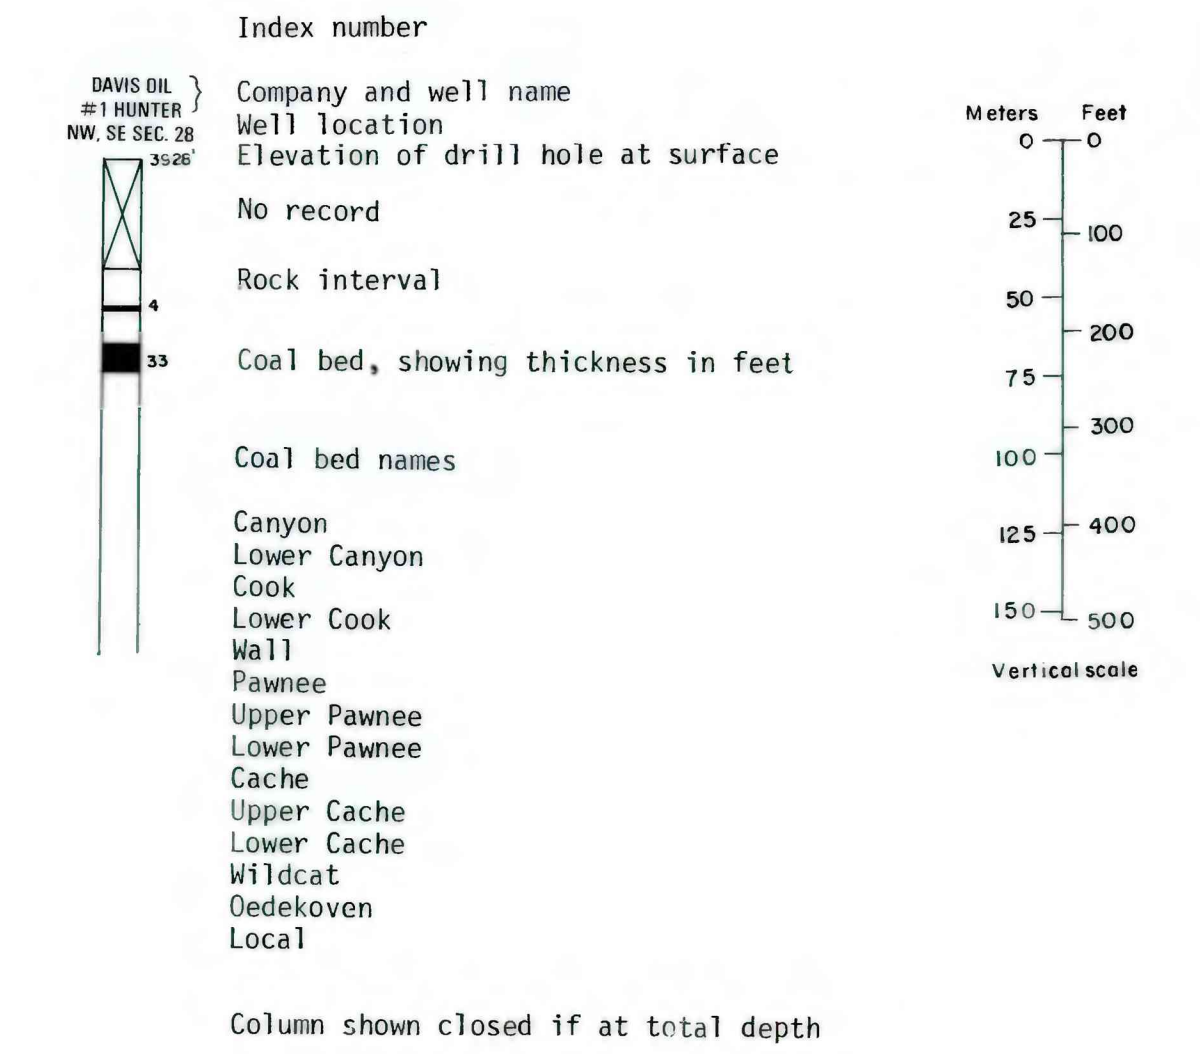 Index number
DAVIS OIL
#1 HUNTER
NW, SE SEC. 28
3928'
4
33
Company and well name
Well location
Elevation of drill hole at surface
No record
Rock interval
Coal bed, showing thickness in feet
Coal bed names
Canyon
Lower Canyon
Cook
Lower Cook
Wall
Pawnee
Upper Pawnee
Lower Pawnee
Cache
Upper Cache
Lower Cache
Wildcat
Oedekoven
Local
Column shown closed if at total depth
Meters Feet
0 0
25
100
50
200
75
300
100
400
125
150
500
Vertical scale